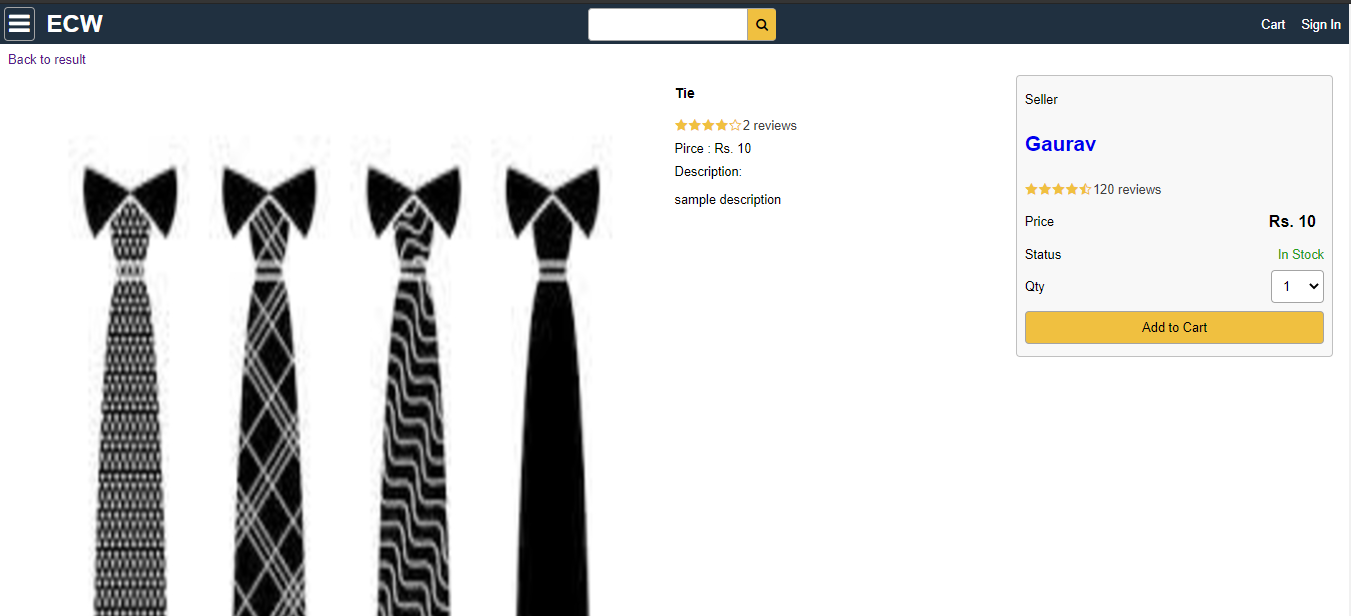 ECW
Cart Sign In
Back to result
Tie
2 reviews
Pirce : Rs. 10
Description:
sample description
Seller
Gaurav
120 reviews
Price Rs. 10
Status In Stock
Qty 1
Add to Cart